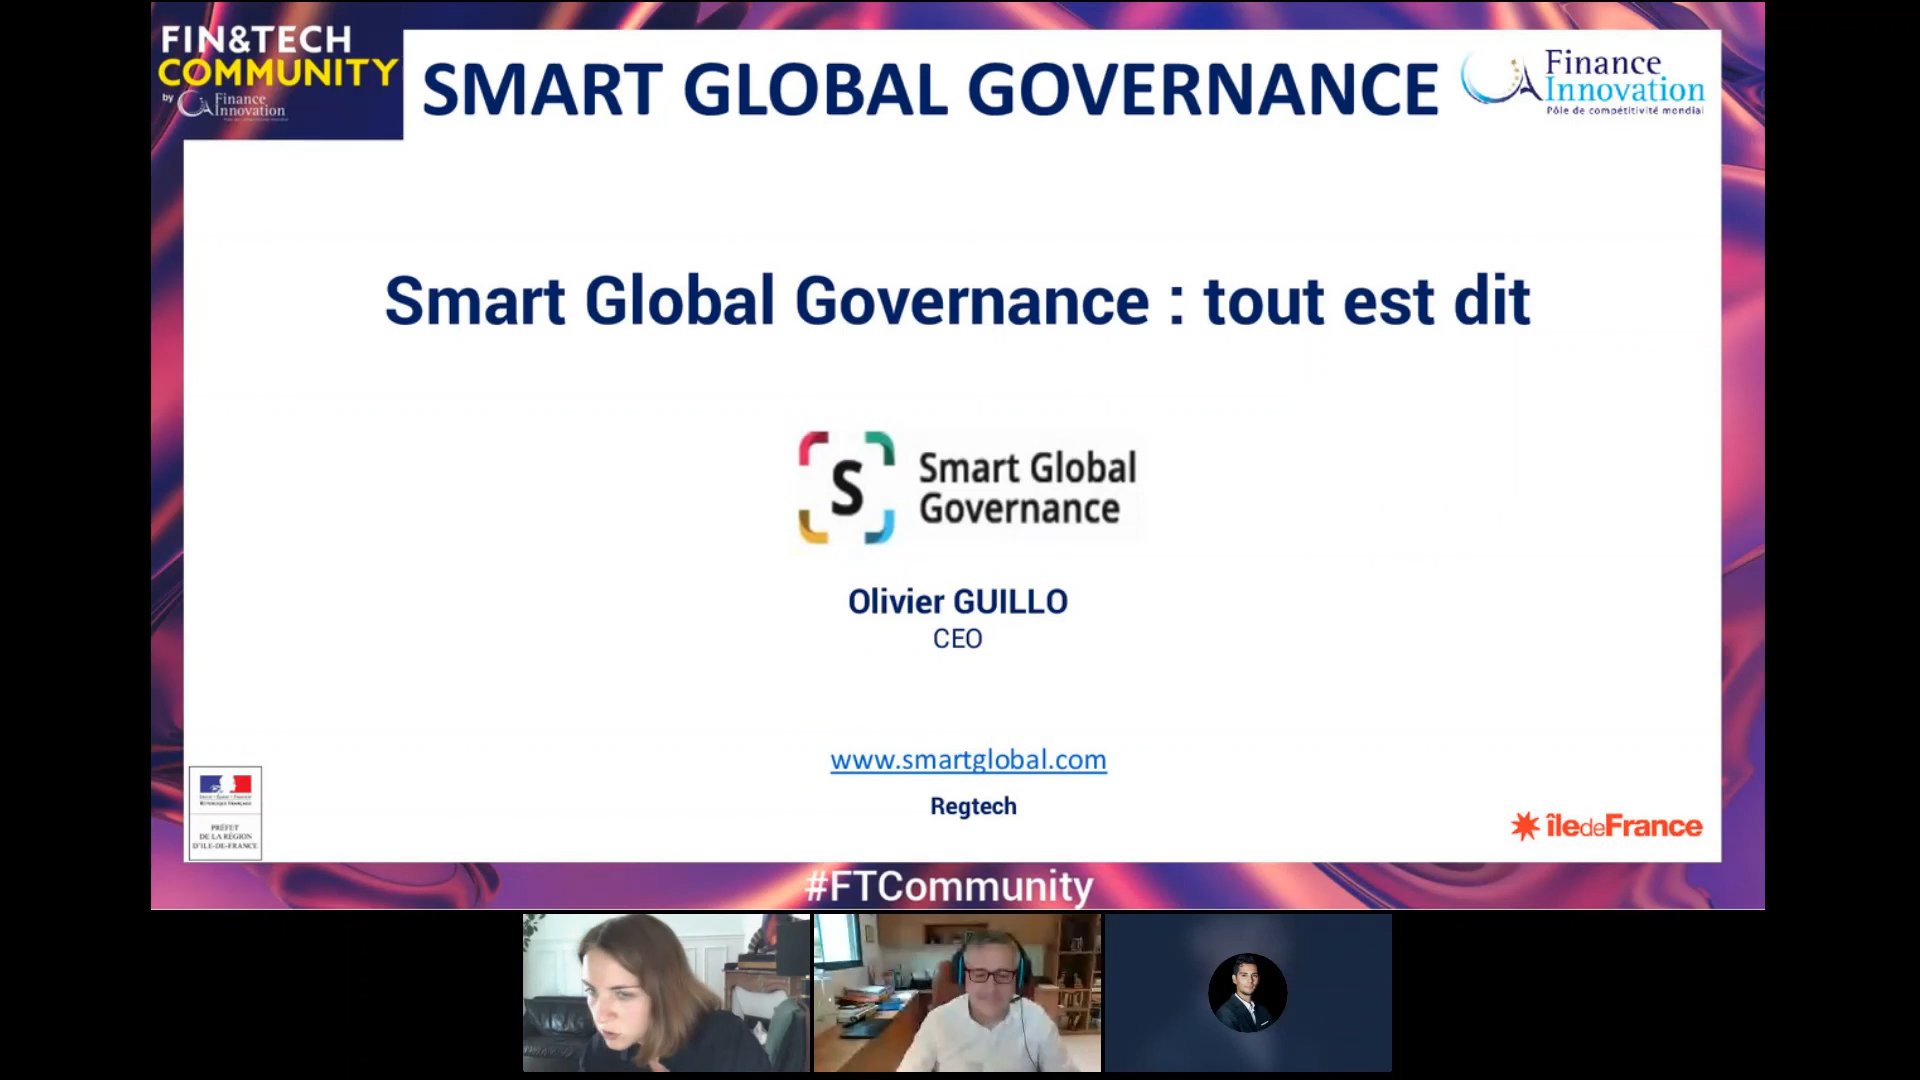 FIN&TECH
COMMUNITY
by Finance
Innovation
SMART GLOBAL GOVERNANCE
Finance
Innovation
Pôle de compétitivité mondial
Smart Global Governance : tout est dit
S
Smart Global
Governance
Olivier GUILLO
CEO
www.smartglobal.com
Regtech
PRÉFET
DE LA RÉGION
D'ILE-DE-FRANCE
îledeFrance
#FTCommunity